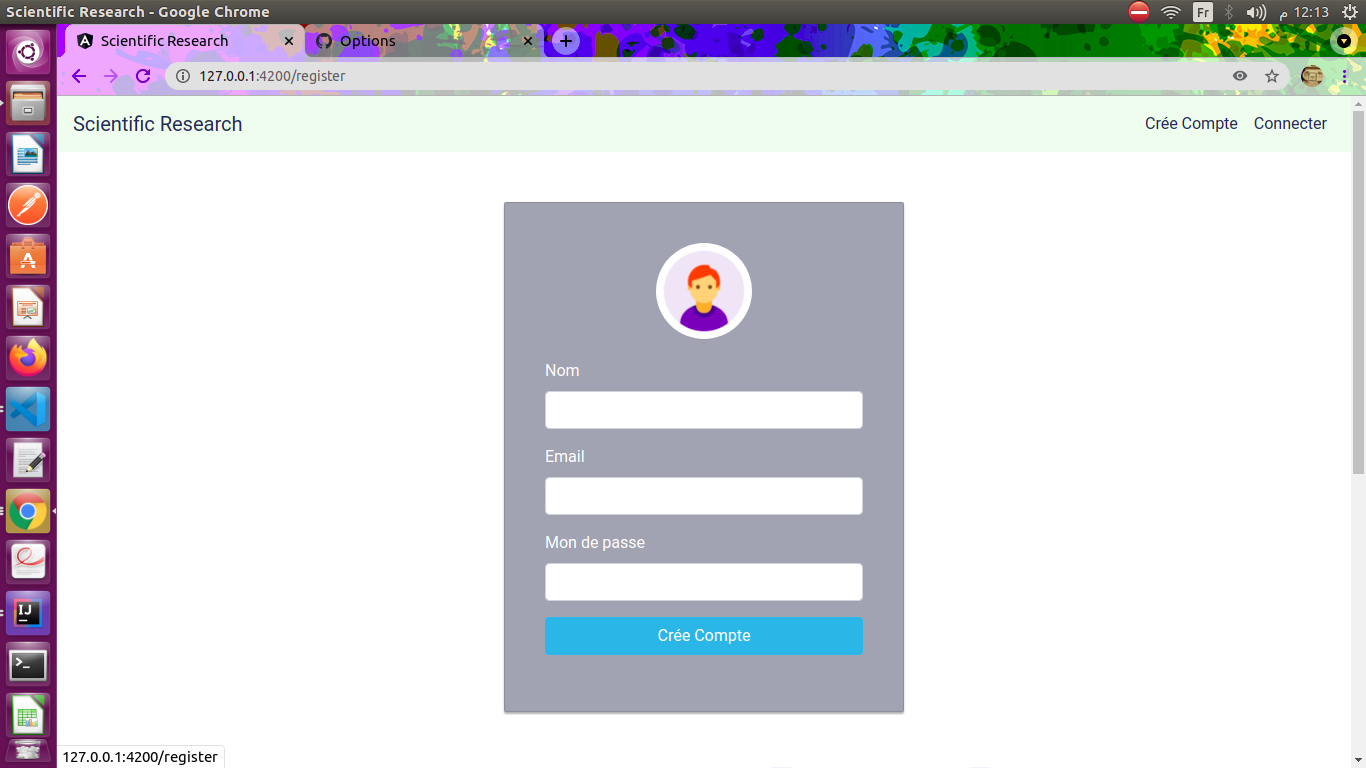 Scientific Research - Google Chrome
Fr
12:13 م
Scientific Research
Options
127.0.0.1:4200/register
Scientific Research
Crée Compte
Connecter
Nom
Email
Mon de passe
Crée Compte
IJ
127.0.0.1:4200/register